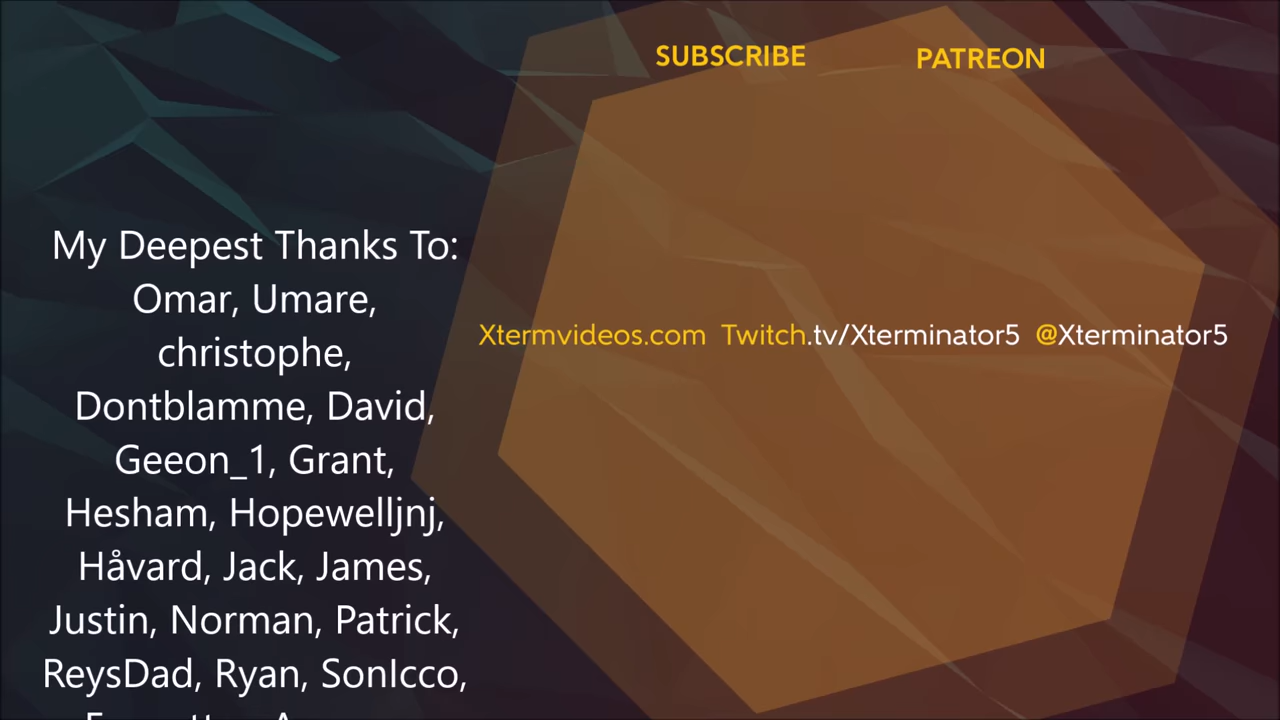 SUBSCRIBE
PATREON
My Deepest Thanks To:
Omar, Umare,
christophe,
Dontblamme, David,
Geeon_1, Grant,
Hesham, Hopewelljnj,
Håvard, Jack, James,
Justin, Norman, Patrick,
ReysDad, Ryan, SonIcco,
Xtermvideos.com Twitch.tv/Xterminator5 @Xterminator5